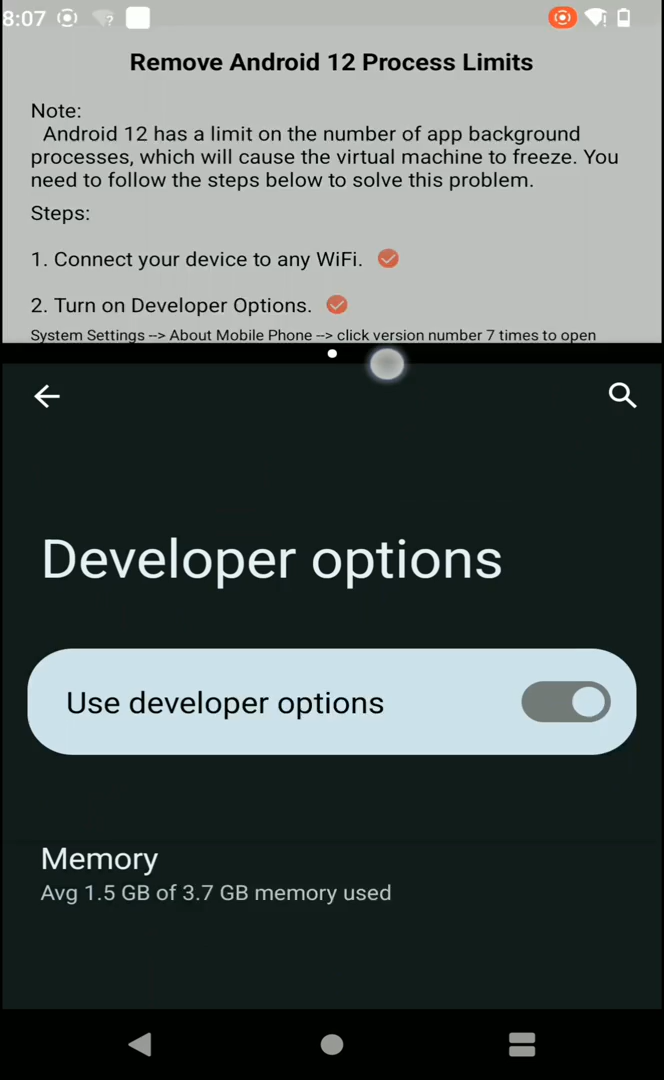 8:07
Remove Android 12 Process Limits
Note:
Android 12 has a limit on the number of app background
processes, which will cause the virtual machine to freeze. You
need to follow the steps below to solve this problem.
Steps:
1. Connect your device to any WiFi.
2. Turn on Developer Options.
System Settings --> About Mobile Phone --> click version number 7 times to open
Developer options
Use developer options
Memory
Avg 1.5 GB of 3.7 GB memory used